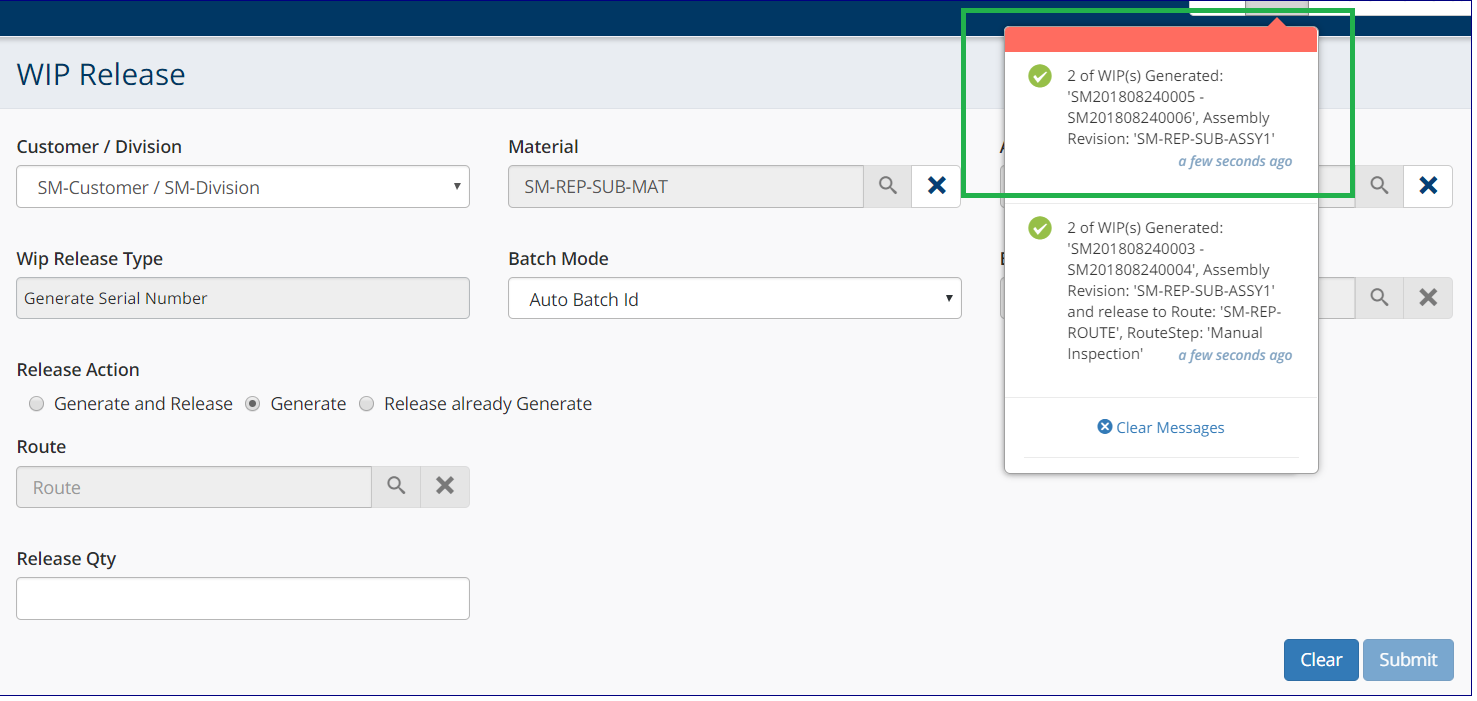 WIP Release
2 of WIP(s) Generated:
'SM201808240005 -
SM201808240006', Assembly
Revision: 'SM-REP-SUB-ASSY1'
a few seconds ago
Customer / Division
Material
SM-Customer / SM-Division
SM-REP-SUB-MAT
2 of WIP(s) Generated:
'SM201808240003 -
SM201808240004', Assembly
Revision: 'SM-REP-SUB-ASSY1'
and release to Route: 'SM-REP-
ROUTE', RouteStep: 'Manual
Inspection' a few seconds ago
Wip Release Type
Batch Mode
Generate Serial Number
Auto Batch Id
Release Action
Generate and Release Generate Release already Generate
Clear Messages
Route
Route
Release Qty
Clear Submit